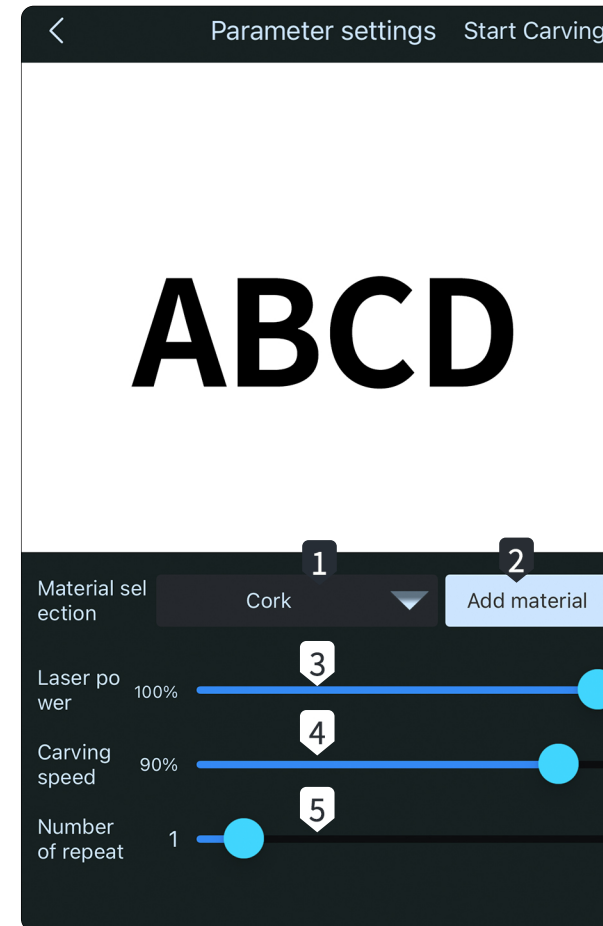 Parameter settings Start Carving
ABCD
1
2
Material sel
ection
Cork
Add material
3
Laser po
wer
100%
4
Carving
speed
90%
5
Number
of repeat
1